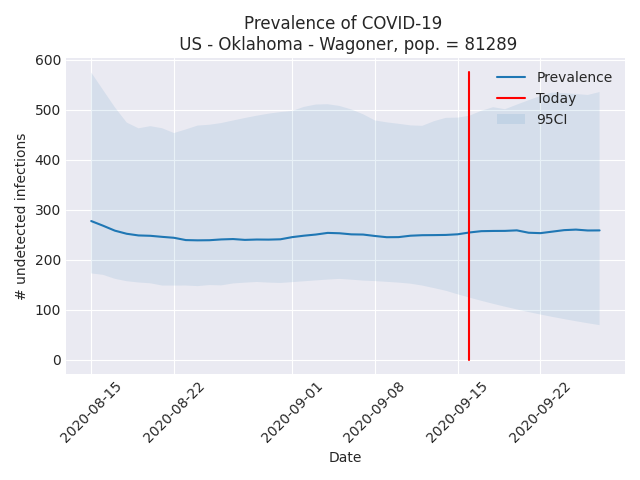 Prevalence of COVID-19
US - Oklahoma - Wagoner, pop. = 81289
600
500
400
300
200
100
0
# undetected infections
Prevalence
Today
95CI
2020-08-15
2020-08-22
2020-09-01
2020-09-08
2020-09-15
2020-09-22
Date